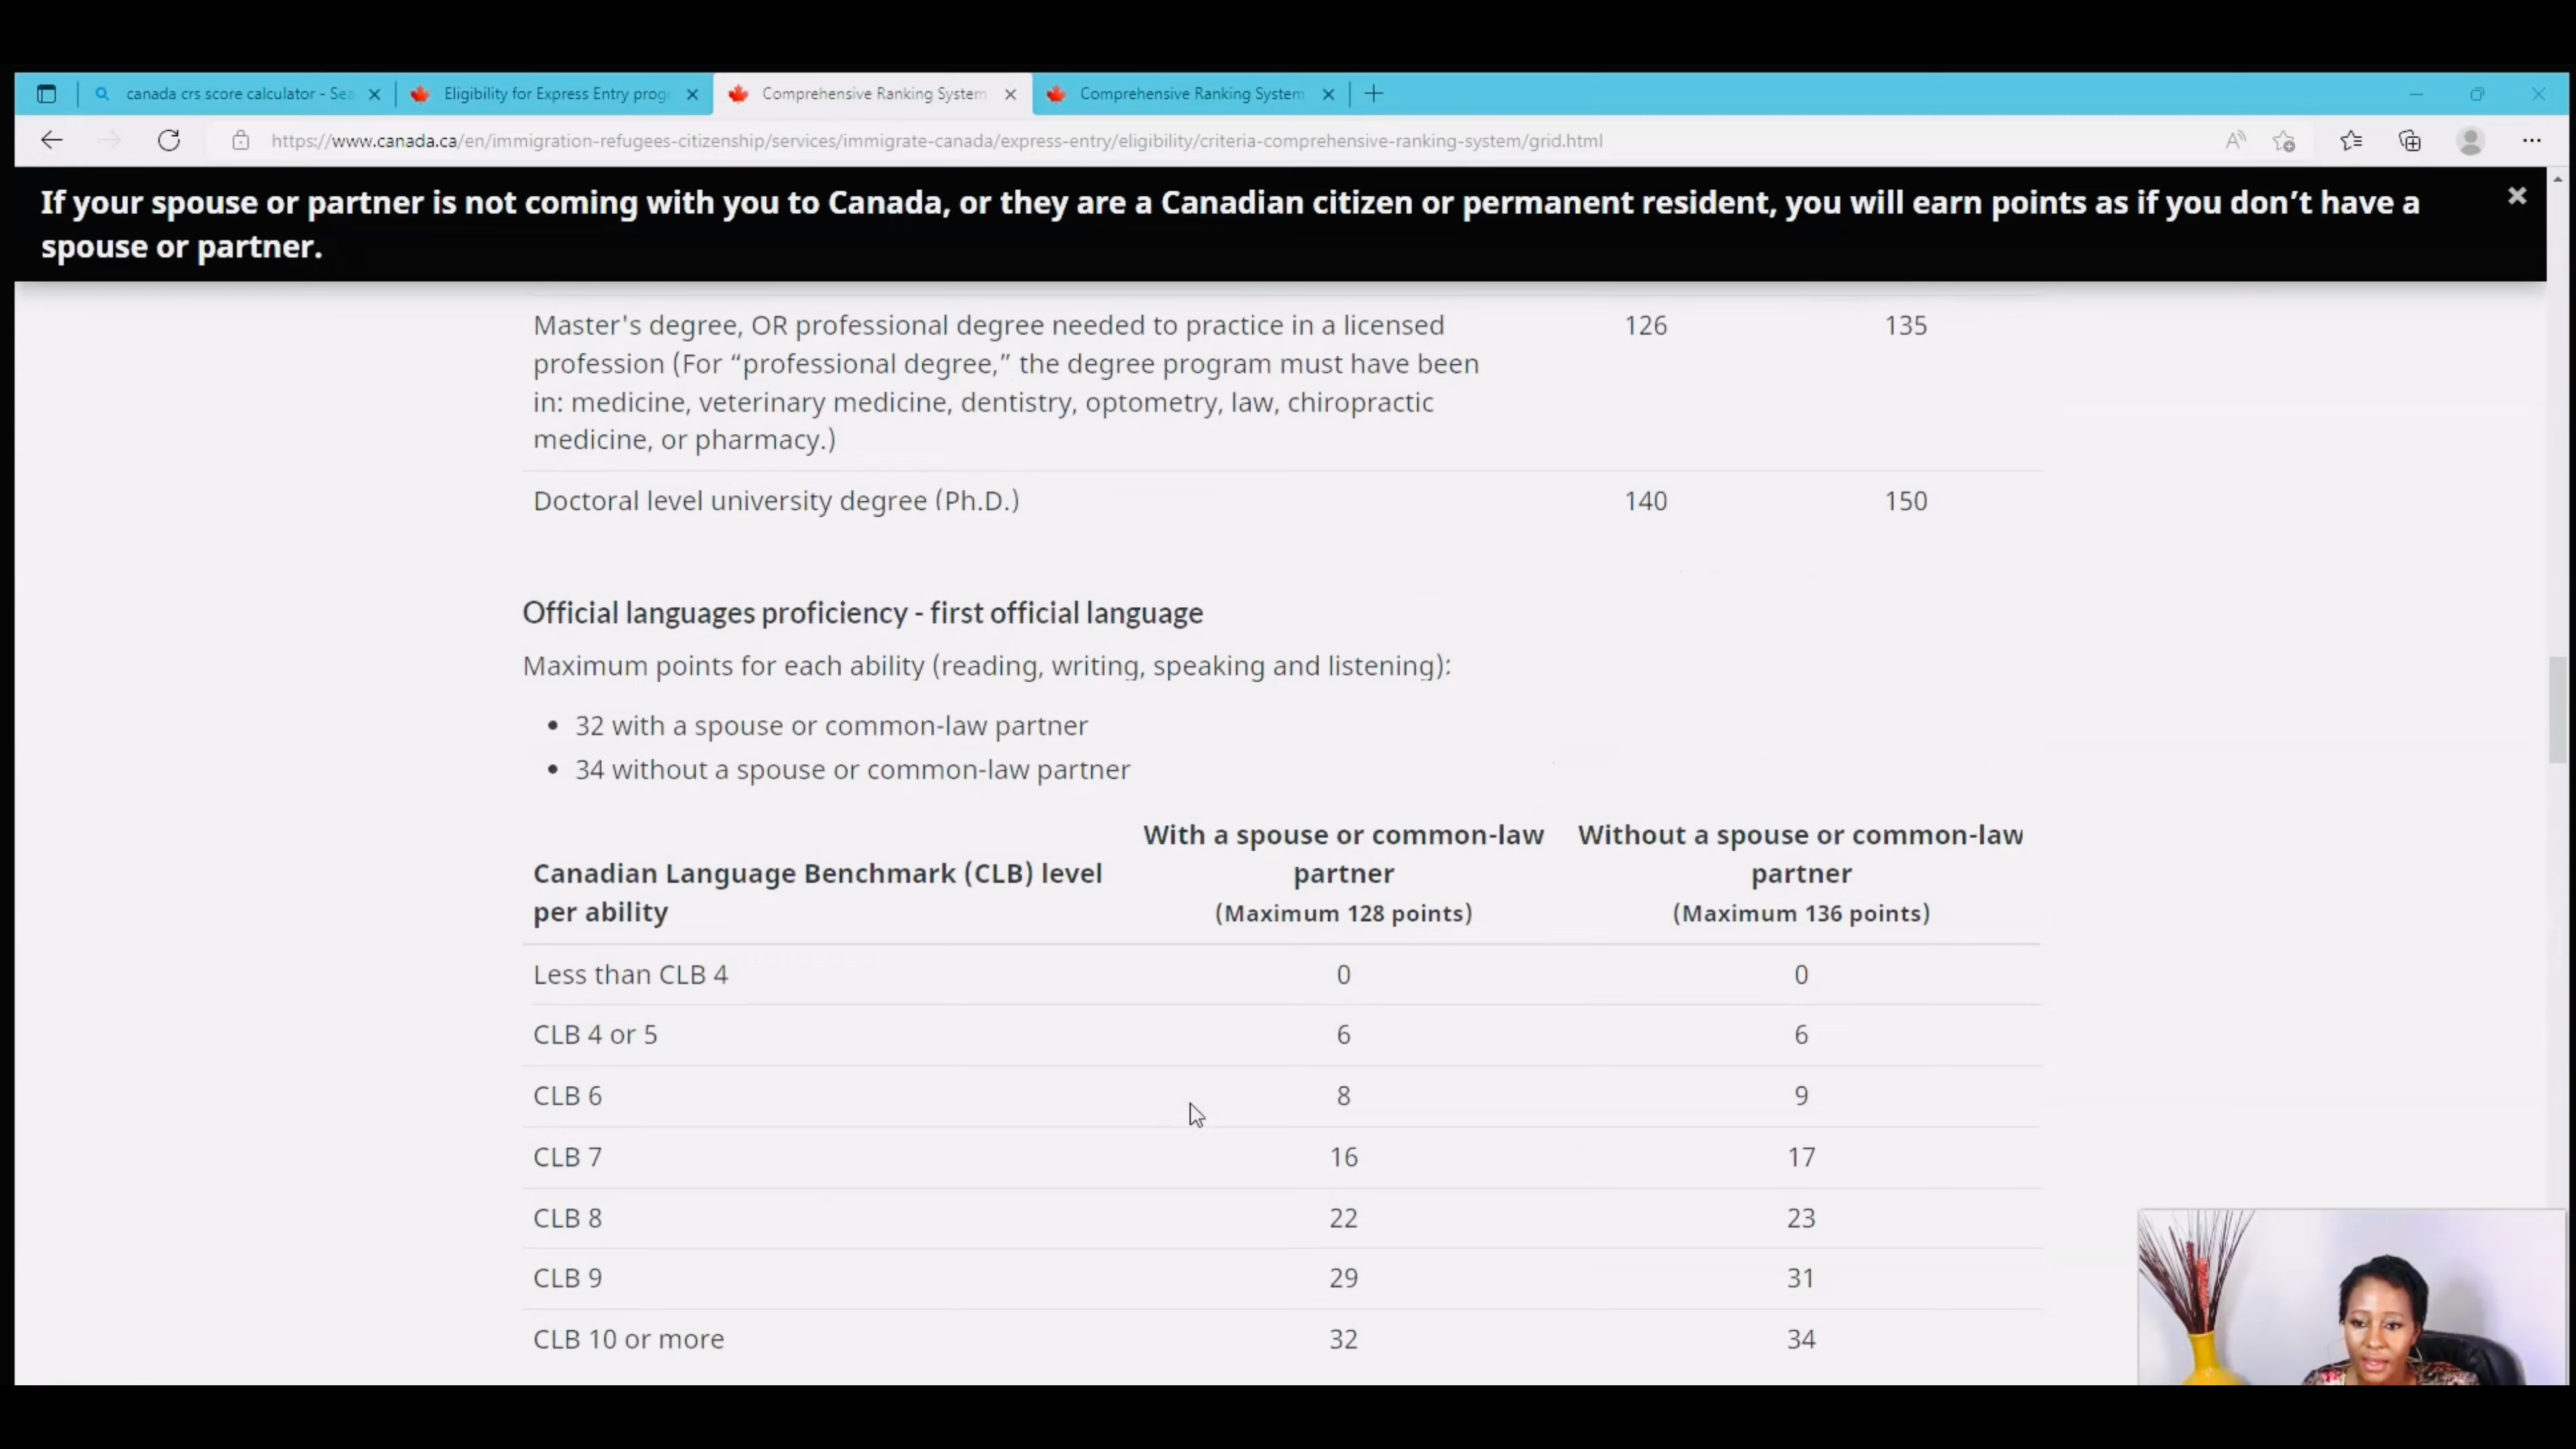 canada crs score calculator - Sea
Eligibility for Express Entry progr
Comprehensive Ranking System
Comprehensive Ranking System
https://www.canada.ca/en/immigration-refugees-citizenship/services/immigrate-canada/express-entry/eligibility/criteria-comprehensive-ranking-system/grid.html
If your spouse or partner is not coming with you to Canada, or they are a Canadian citizen or permanent resident, you will earn points as if you don’t have a
spouse or partner.
Master's degree, OR professional degree needed to practice in a licensed 126 135
profession (For “professional degree,” the degree program must have been
in: medicine, veterinary medicine, dentistry, optometry, law, chiropractic
medicine, or pharmacy.)
Doctoral level university degree (Ph.D.) 140 150
Official languages proficiency - first official language
Maximum points for each ability (reading, writing, speaking and listening):
• 32 with a spouse or common-law partner
• 34 without a spouse or common-law partner
Canadian Language Benchmark (CLB) level
per ability
With a spouse or common-law
partner
(Maximum 128 points)
Without a spouse or common-law
partner
(Maximum 136 points)
Less than CLB 4 0 0
CLB 4 or 5 6 6
CLB 6 8 9
CLB 7 16 17
CLB 8 22 23
CLB 9 29 31
CLB 10 or more 32 34